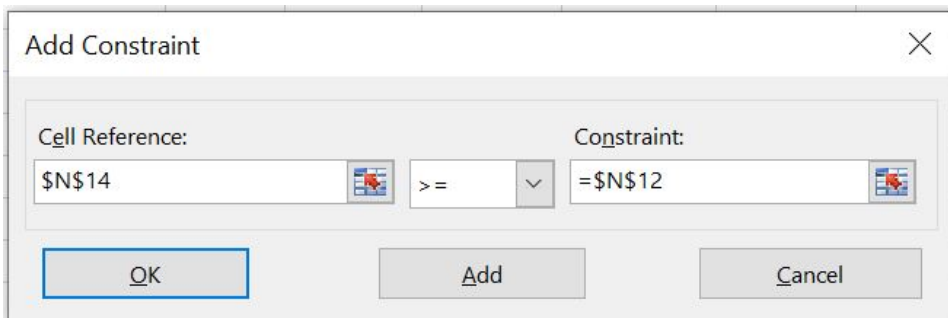 Add Constraint
Cell Reference: Constraint:
$N$14 >= =$N$12
OK Add Cancel